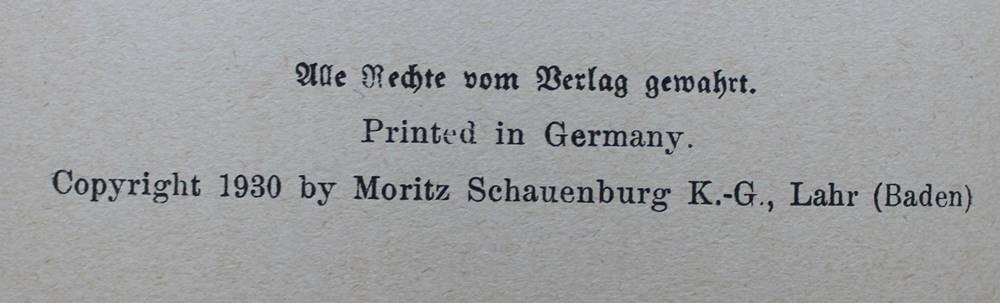 Alle Rechte vom Verlag gewahrt.
Printed in Germany.
Copyright 1930 by Moritz Schauenburg K.-G., Lahr (Baden)